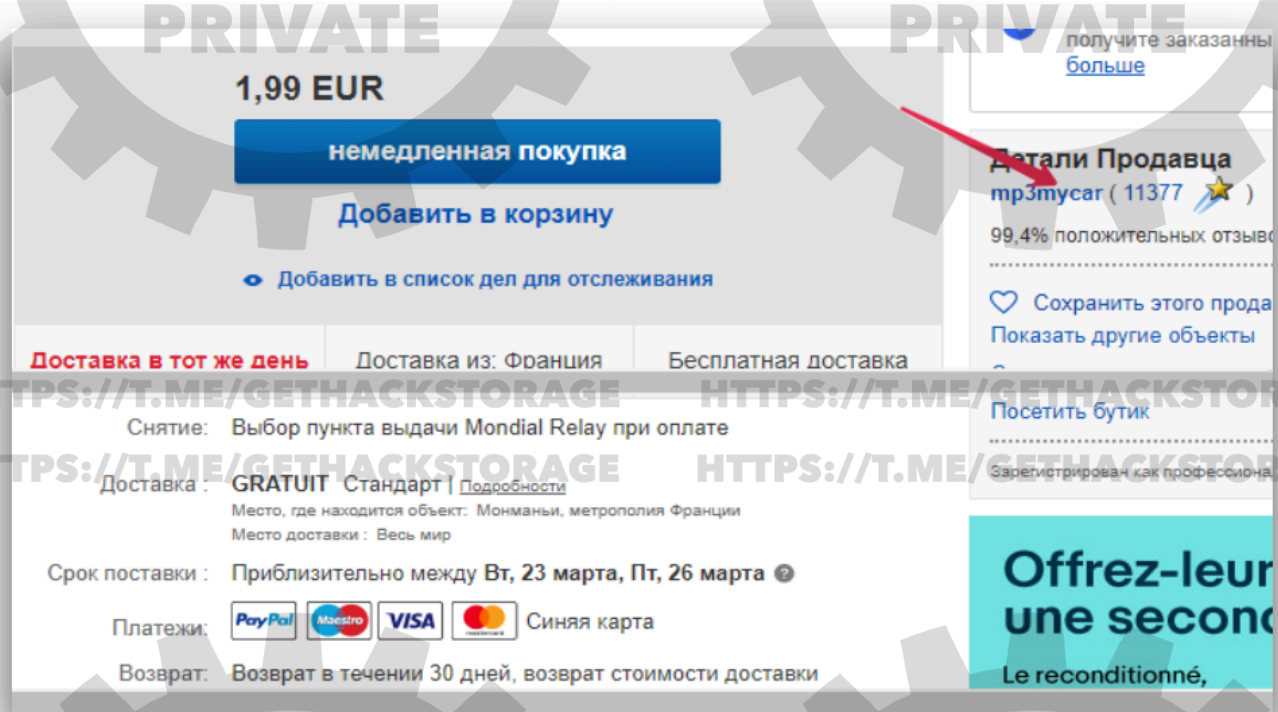 PRIVATE PRIVATE
1,99 EUR
немедленная покупка
Добавить в корзину
Добавить в список дел для отслеживания
Доставка в тот же день
Доставка из: Франция
Бесплатная доставка
получите заказанны
больше
Детали Продавца
mp3mycar ( 11377 )
99,4% положительных отзыво
Сохранить этого прода
Показать другие объекты
Посетить бутик
Зарегистрирован как профессиона
TPS://T.ME/GETHACKSTORAGE HTTPS://T.ME/GETHACKSTOR
Снятие: Выбор пункта выдачи Mondial Relay при оплате
TPS://T.ME/GETHACKSTORAGE HTTPS://T.ME/GETHACKSTOR
Доставка : GRATUIT Стандарт | Подробности
Место, где находится объект: Монманьи, метрополия Франции
Место доставки : Весь мир
Срок поставки : Приблизительно между Вт, 23 марта, Пт, 26 марта ?
Платежи: PayPal Maestro VISA mastercard Синяя карта
Возврат: Возврат в течении 30 дней, возврат стоимости доставки
Offrez-leur
une second
Le reconditionné,